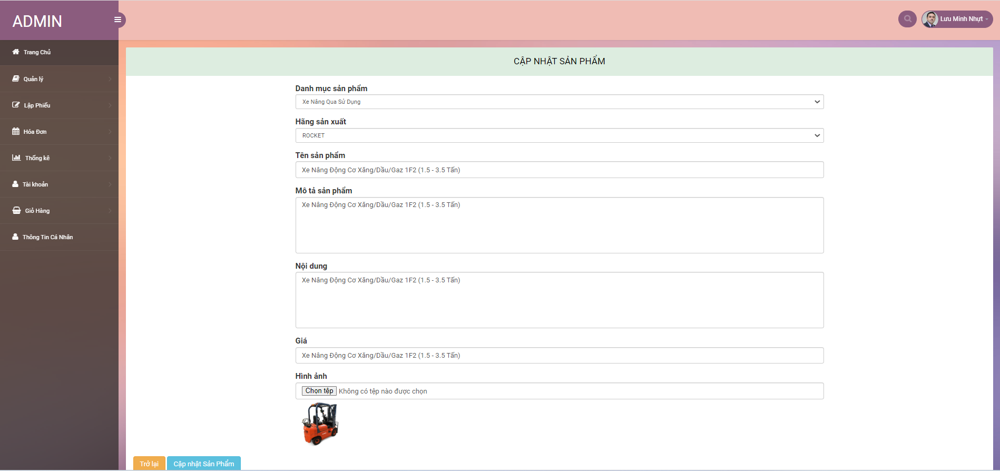 ADMIN
Lưu Minh Nhựt
Trang Chủ
Quản lý
Lập Phiếu
Hóa Đơn
Thống kê
Tài khoản
Giỏ Hàng
Thông Tin Cá Nhân
CẬP NHẬT SẢN PHẨM
Danh mục sản phẩm
Xe Nâng Qua Sử Dụng
Hãng sản xuất
ROCKET
Tên sản phẩm
Xe Nâng Động Cơ Xăng/Dầu/Gaz 1F2 (1.5 - 3.5 Tấn)
Mô tả sản phẩm
Xe Nâng Động Cơ Xăng/Dầu/Gaz 1F2 (1.5 - 3.5 Tấn)
Nội dung
Xe Nâng Động Cơ Xăng/Dầu/Gaz 1F2 (1.5 - 3.5 Tấn)
Giá
Xe Nâng Động Cơ Xăng/Dầu/Gaz 1F2 (1.5 - 3.5 Tấn)
Hình ảnh
Chọn tệp Không có tệp nào được chọn
Trở lại Cập nhật Sản Phẩm